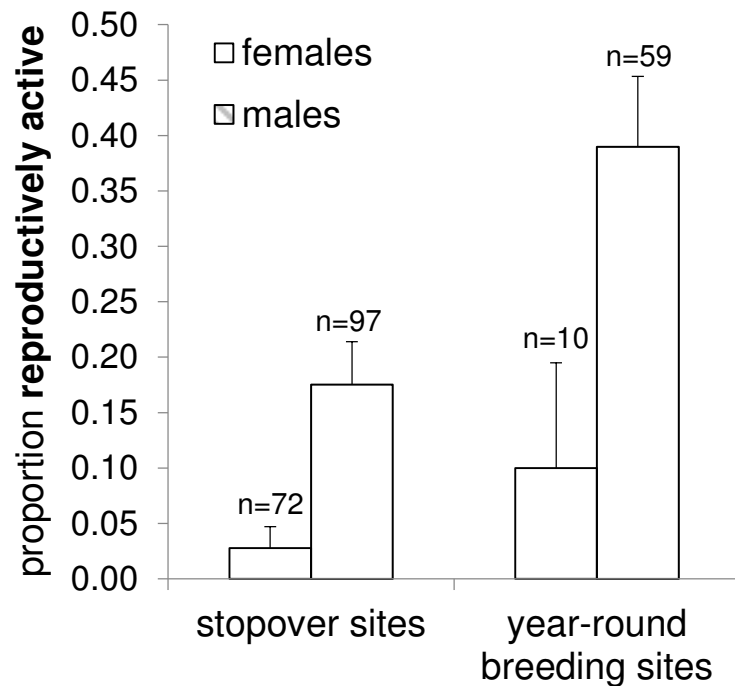 proportion reproductively active
0.50
0.45
0.40
0.35
0.30
0.25
0.20
0.15
0.10
0.05
0.00
females
males
n=72
n=97
n=10
n=59
stopover sites
year-round
breeding sites